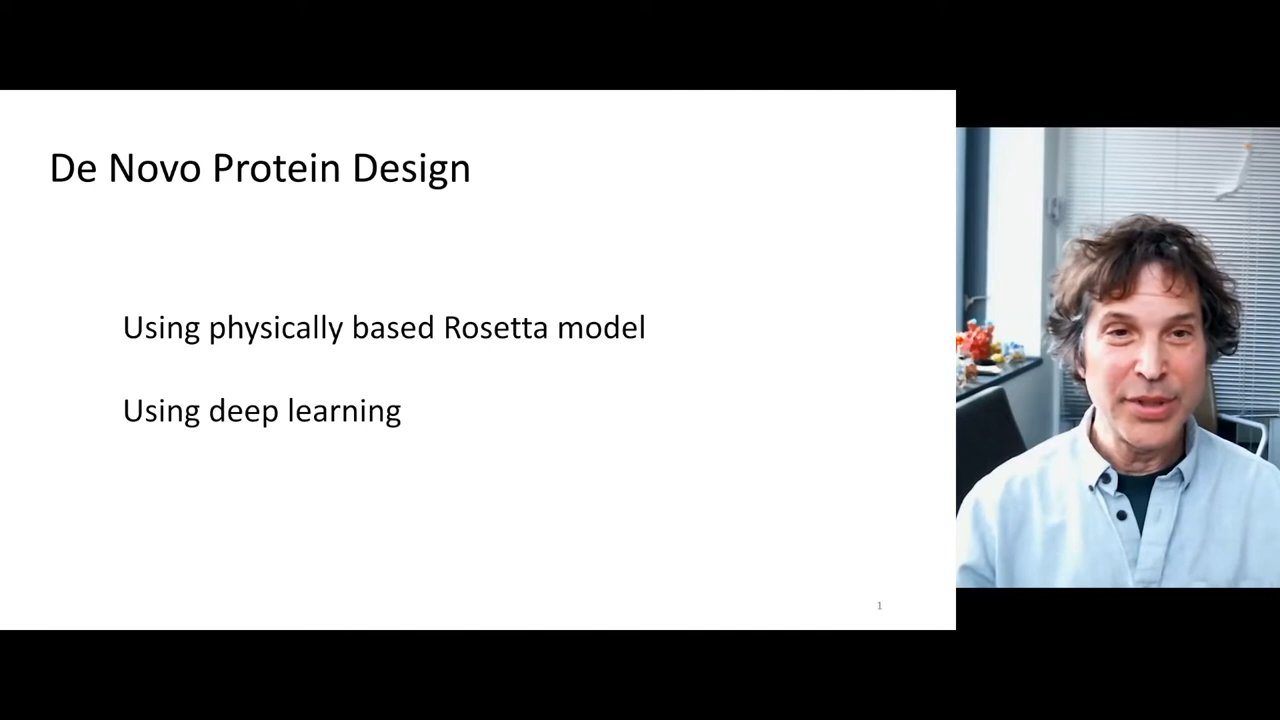 De Novo Protein Design
Using physically based Rosetta model
Using deep learning
1